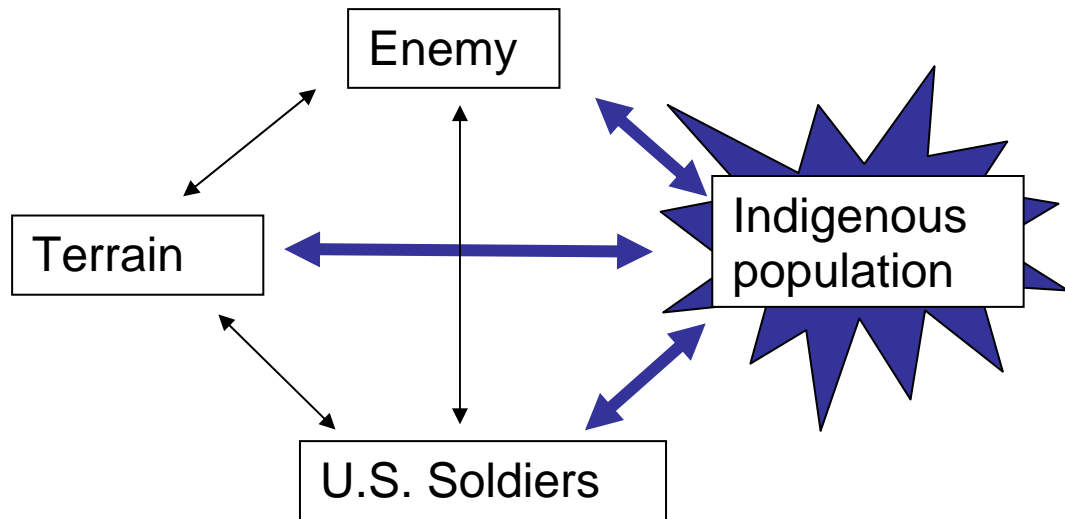 Enemy
Terrain
Indigenous
population
U.S. Soldiers